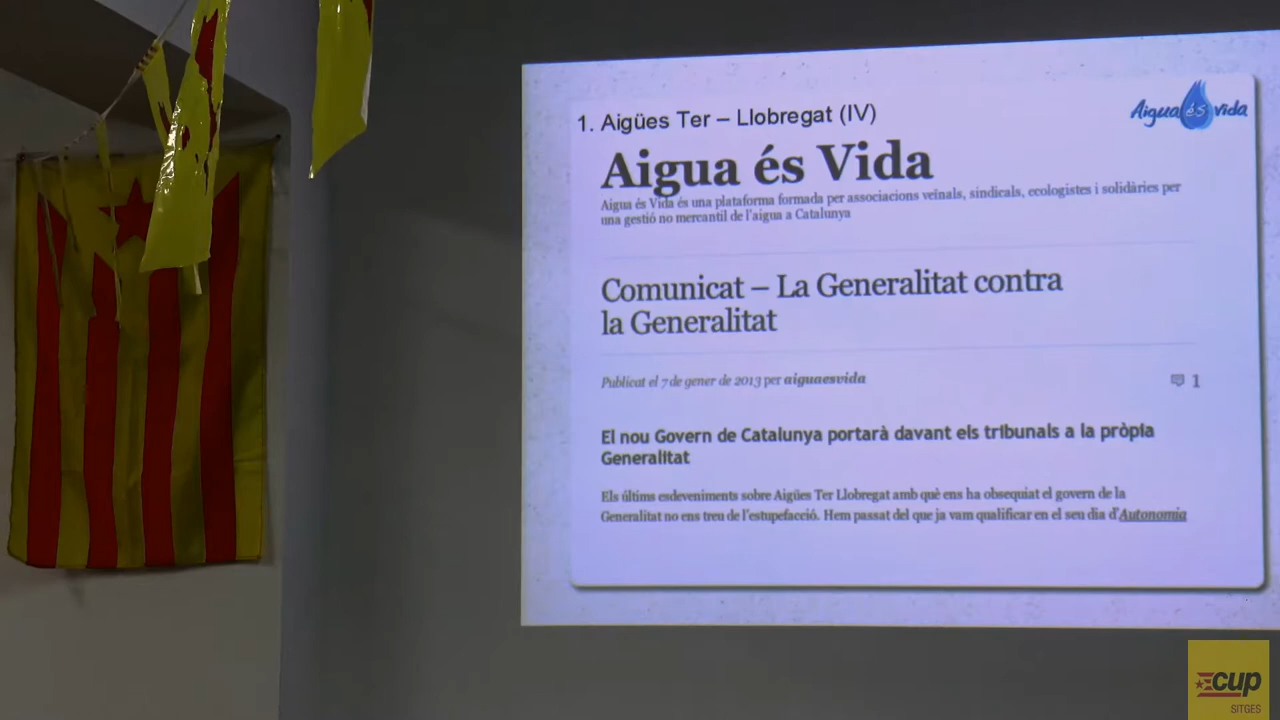 1. Aigües Ter – Llobregat (IV)
Aigua és vida
Aigua és Vida
Aigua és Vida és una plataforma formada per associacions veïnals, sindicals, ecologistes i solidàries per
una gestió no mercantil de l'aigua a Catalunya
Comunicat – La Generalitat contra
la Generalitat
Publicat el 7 de gener de 2013 per aiguaesvida
1
El nou Govern de Catalunya portarà davant els tribunals a la pròpia
Generalitat
Els últims esdeveniments sobre Aigües Ter Llobregat amb què ens ha obsequiat el govern de la
Generalitat no ens treu de l'estupefacció. Hem passat del que ja vam qualificar en el seu dia d'Autonomia
cup
SITGES